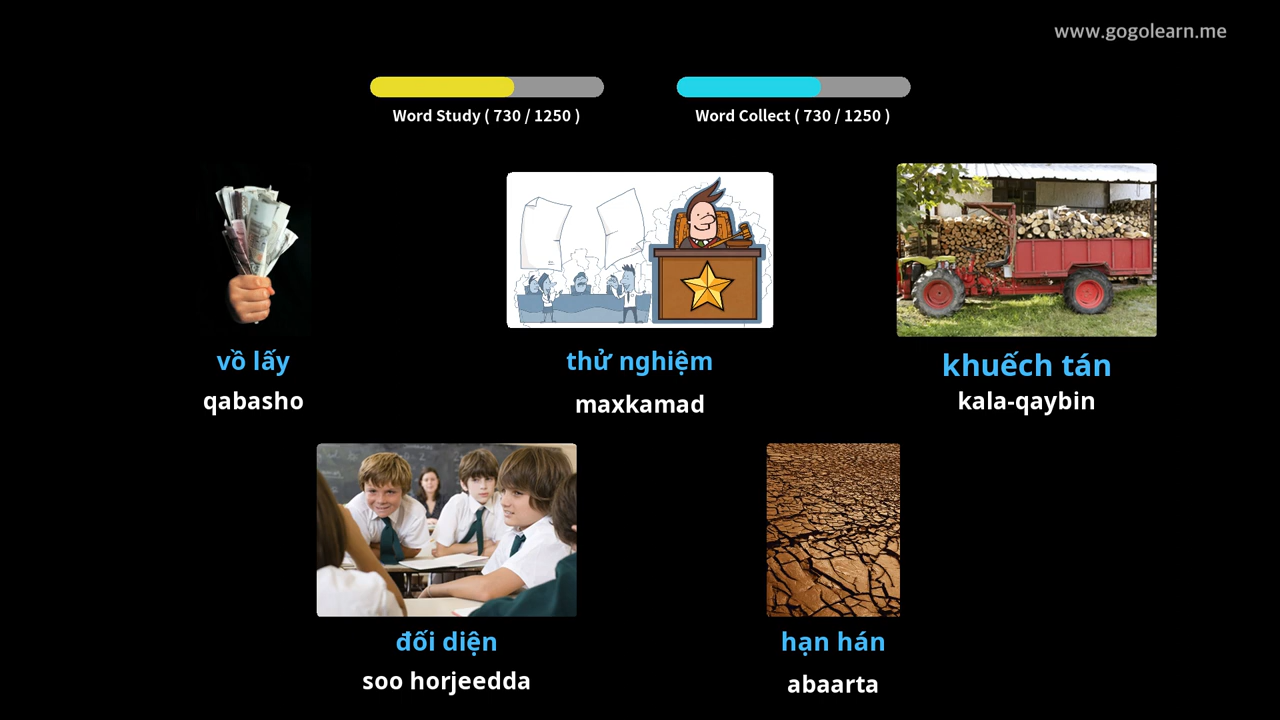 www.gogolearn.me
Word Study ( 730 / 1250 )
Word Collect ( 730 / 1250 )
vồ lấy
qabasho
thử nghiệm
maxkamad
khuếch tán
kala-qaybin
đối diện
soo horjeedda
hạn hán
abaarta